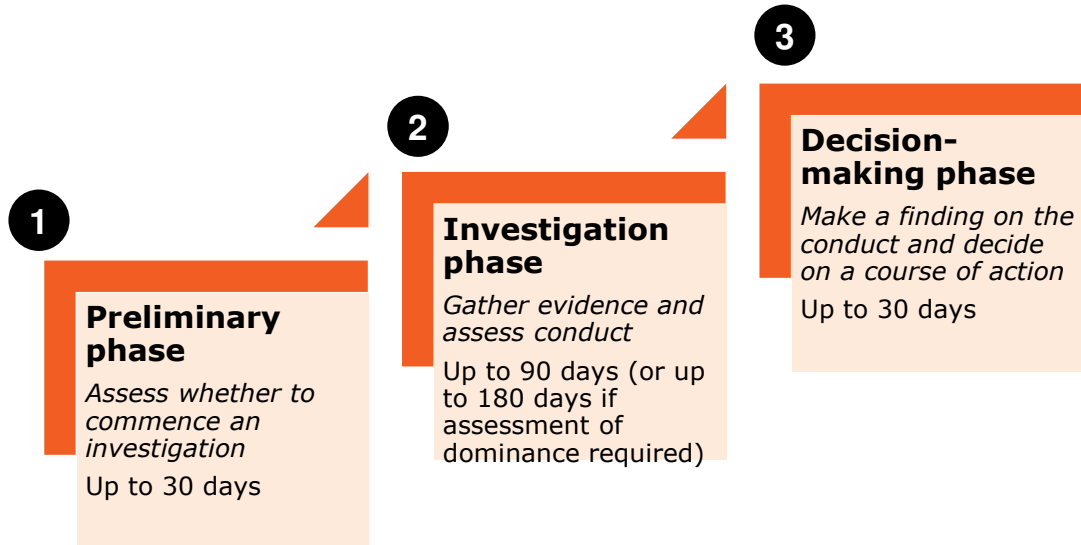 1
Preliminary
phase
Assess whether to
commence an
investigation
Up to 30 days
2
Investigation
phase
Gather evidence and
assess conduct
Up to 90 days (or up
to 180 days if
assessment of
dominance required)
3
Decision-
making phase
Make a finding on the
conduct and decide
on a course of action
Up to 30 days